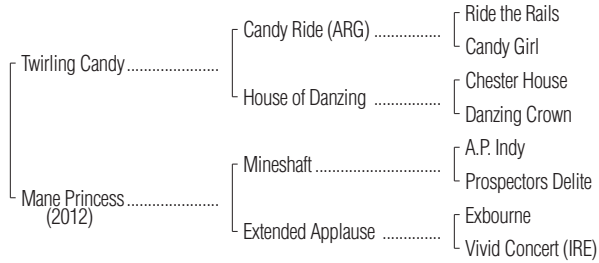 Ride the Rails
Candy Ride (ARG) ................
Candy Girl
Twirling Candy ......................
Chester House
House of Danzing ................
Danzing Crown
A.P. Indy
Mineshaft ..............................
Prospectors Delite
Mane Princess ......................
(2012)
Exbourne
Extended Applause ..............
Vivid Concert (IRE)